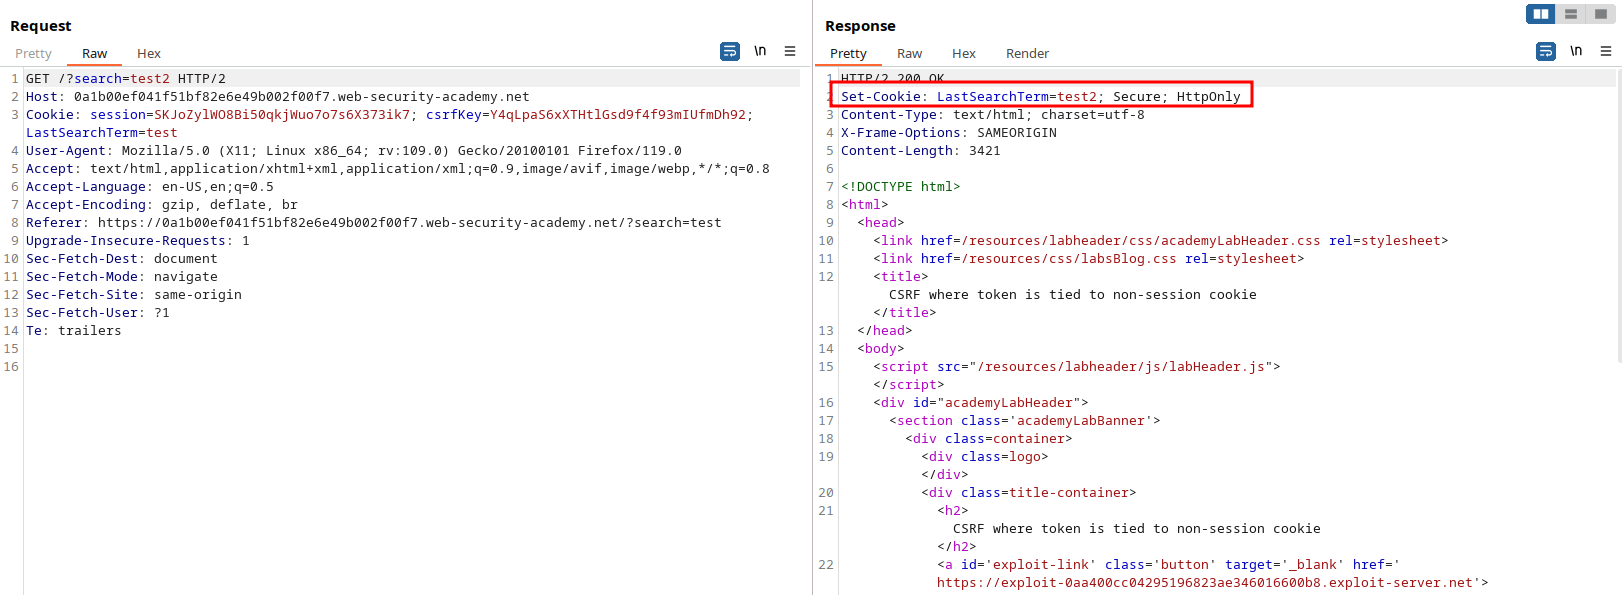 Request
Pretty Raw Hex \n
1 GET /?search=test2 HTTP/2
2 Host: 0a1b00ef041f51bf82e6e49b002f00f7.web-security-academy.net
3 Cookie: session=SKJoZylWO8Bi50qkjWuo7o7s6X373ik7; csrfKey=Y4qLpaS6xXTHtlGsd9f4f93mIUfmDh92;
LastSearchTerm=test
4 User-Agent: Mozilla/5.0 (X11; Linux x86_64; rv:109.0) Gecko/20100101 Firefox/119.0
5 Accept: text/html,application/xhtml+xml,application/xml;q=0.9,image/avif,image/webp,*/*;q=0.8
6 Accept-Language: en-US,en;q=0.5
7 Accept-Encoding: gzip, deflate, br
8 Referer: https://0a1b00ef041f51bf82e6e49b002f00f7.web-security-academy.net/?search=test
9 Upgrade-Insecure-Requests: 1
10 Sec-Fetch-Dest: document
11 Sec-Fetch-Mode: navigate
12 Sec-Fetch-Site: same-origin
13 Sec-Fetch-User: ?1
14 Te: trailers
15
16
Response
Pretty Raw Hex Render \n
1 HTTP/2 200 OK
2 Set-Cookie: LastSearchTerm=test2; Secure; HttpOnly
3 Content-Type: text/html; charset=utf-8
4 X-Frame-Options: SAMEORIGIN
5 Content-Length: 3421
6
7 <!DOCTYPE html>
8 <html>
9 <head>
10 <link href=/resources/labheader/css/academyLabHeader.css rel=stylesheet>
11 <link href=/resources/css/labsBlog.css rel=stylesheet>
12 <title>
CSRF where token is tied to non-session cookie
</title>
13 </head>
14 <body>
15 <script src="/resources/labheader/js/labHeader.js">
</script>
16 <div id="academyLabHeader">
17 <section class='academyLabBanner'>
18 <div class=container>
19 <div class=logo>
</div>
20 <div class=title-container>
21 <h2>
CSRF where token is tied to non-session cookie
</h2>
22 <a id='exploit-link' class='button' target='_blank' href='
https://exploit-0aa400cc04295196823ae346016600b8.exploit-server.net'>